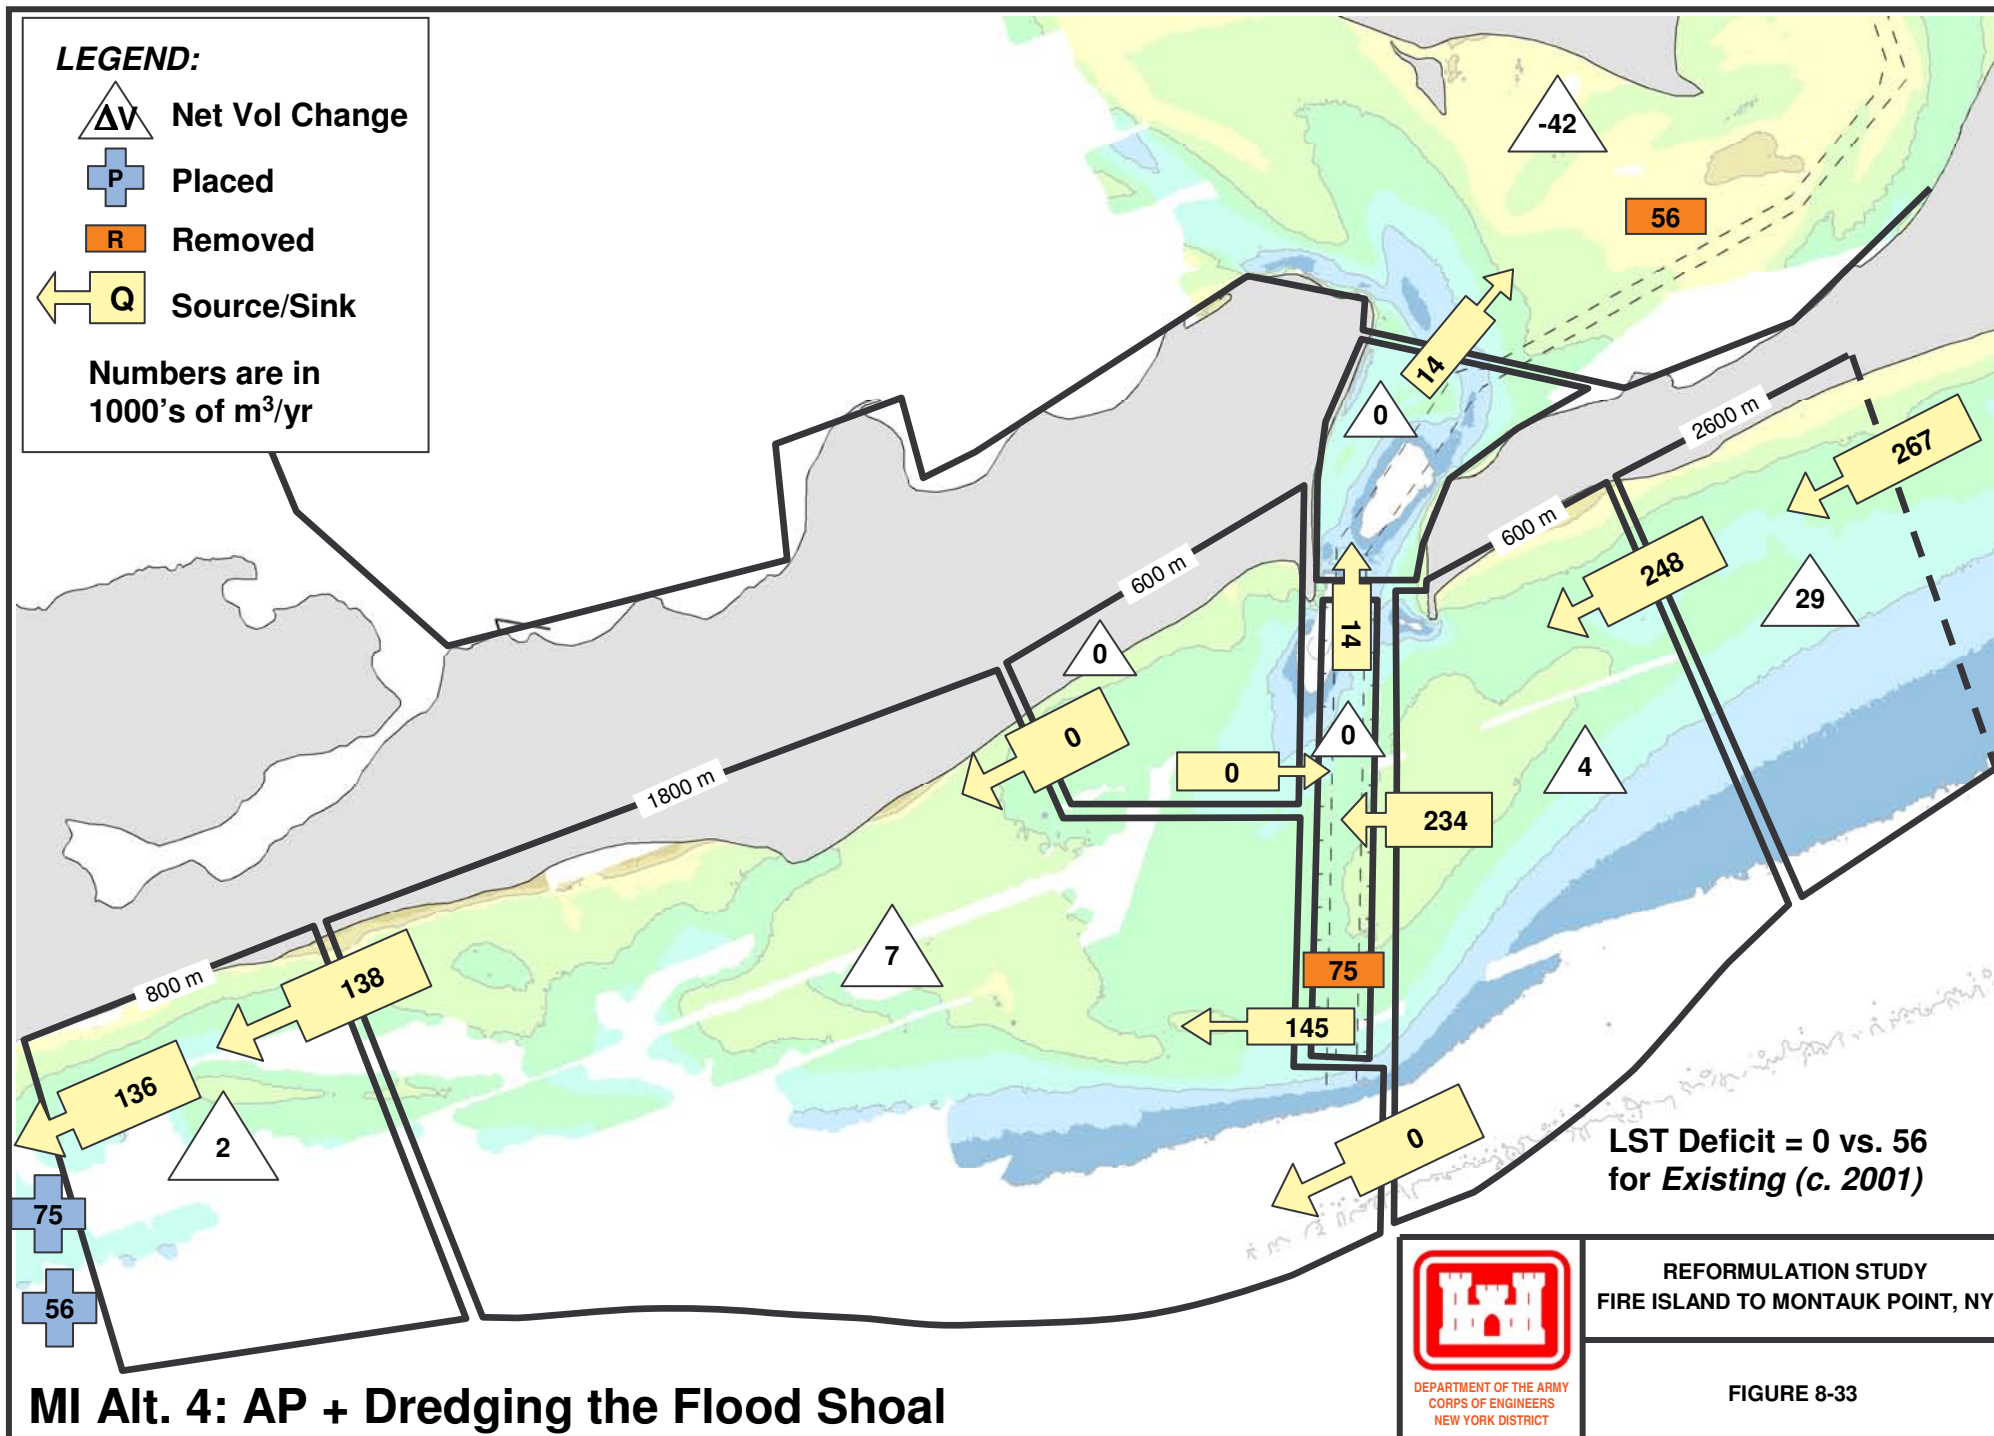 LEGEND:
ΔV Net Vol Change
P Placed
R Removed
Q Source/Sink
Numbers are in
1000's of m³/yr
-42
56
14
0
2600 m
267
600 m
248
29
600 m
0
14
0
0
0
4
234
1800 m
7
75
145
800 m
138
136
2
0
75
56
LST Deficit = 0 vs. 56
for Existing (c. 2001)
REFORMULATION STUDY
FIRE ISLAND TO MONTAUK POINT, NY
DEPARTMENT OF THE ARMY
CORPS OF ENGINEERS
NEW YORK DISTRICT
FIGURE 8-33
MI Alt. 4: AP + Dredging the Flood Shoal